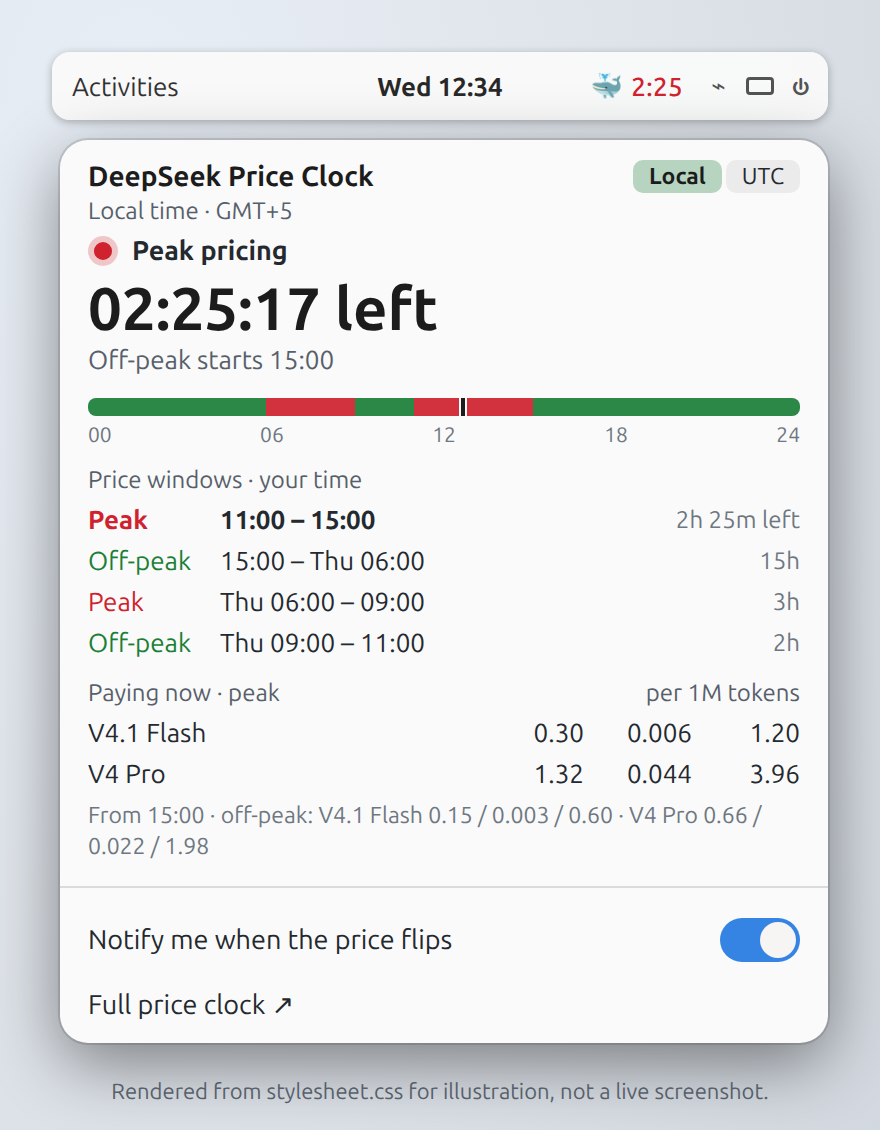 Activities Wed 12:34 2:25
DeepSeek Price Clock Local UTC
Local time · GMT+5
Peak pricing
02:25:17 left
Off-peak starts 15:00
00 06 12 18 24
Price windows · your time
Peak 11:00 – 15:00 2h 25m left
Off-peak 15:00 – Thu 06:00 15h
Peak Thu 06:00 – 09:00 3h
Off-peak Thu 09:00 – 11:00 2h
Paying now · peak per 1M tokens
V4.1 Flash 0.30 0.006 1.20
V4 Pro 1.32 0.044 3.96
From 15:00 · off-peak: V4.1 Flash 0.15 / 0.003 / 0.60 · V4 Pro 0.66 /
0.022 / 1.98
Notify me when the price flips
Full price clock ↗
Rendered from stylesheet.css for illustration, not a live screenshot.